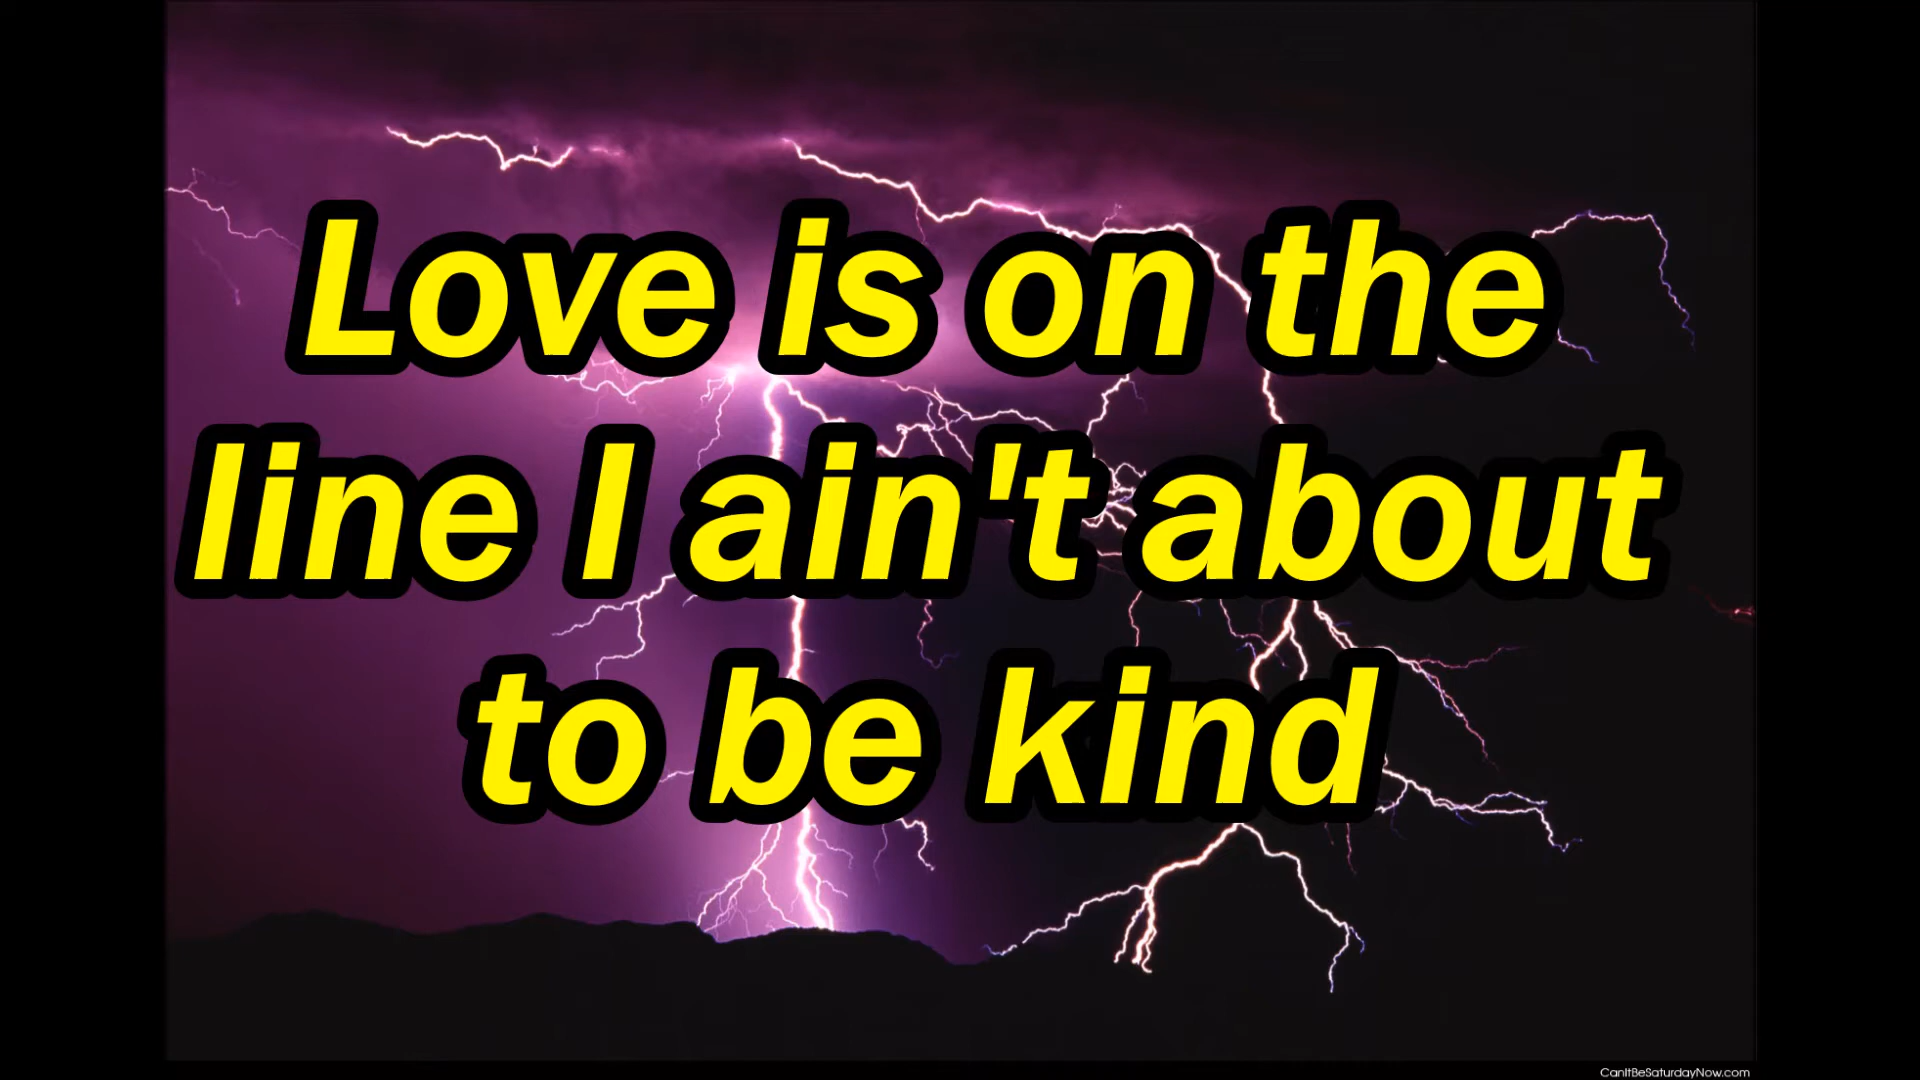 Love is on the
line I ain't about
to be kind
CanItBeSaturdayNow.com